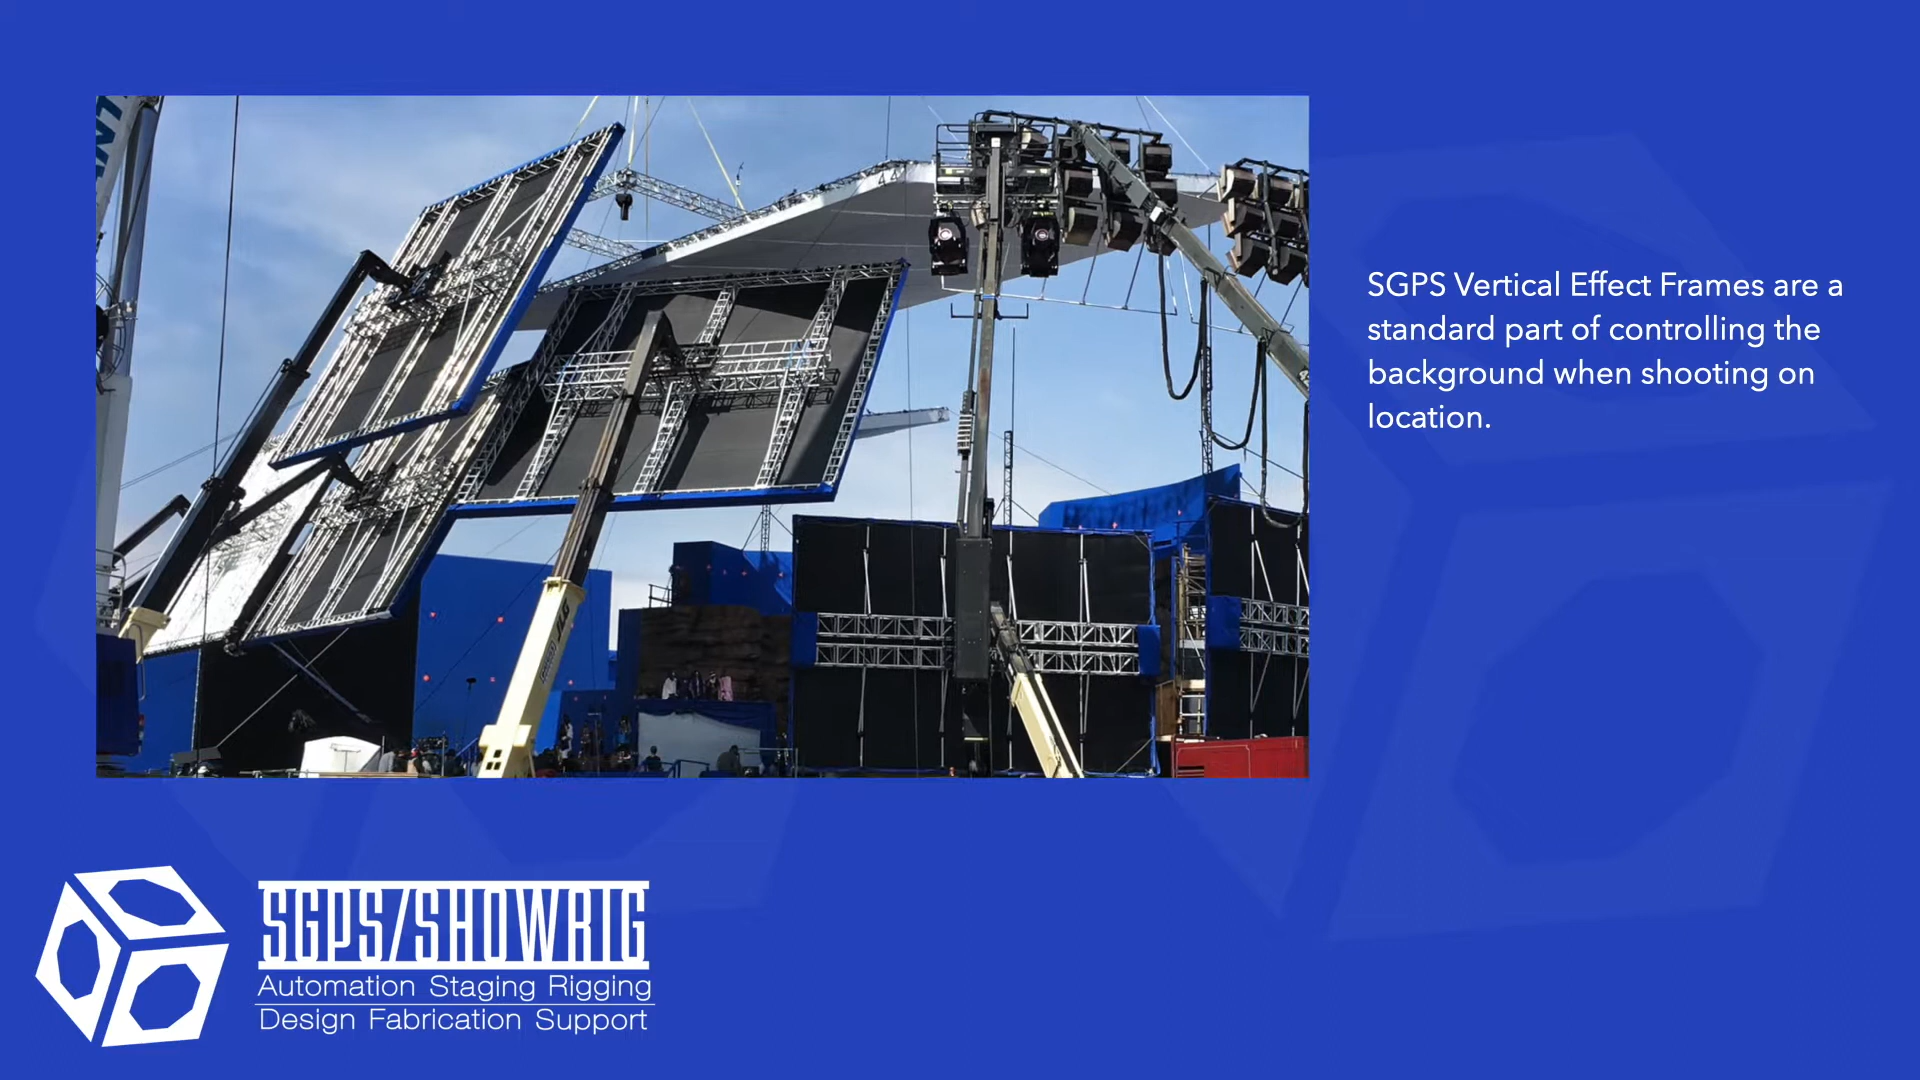 SGPS Vertical Effect Frames are a
standard part of controlling the
background when shooting on
location.
JLG
SGPS/SHOWRIG
Automation Staging Rigging
Design Fabrication Support